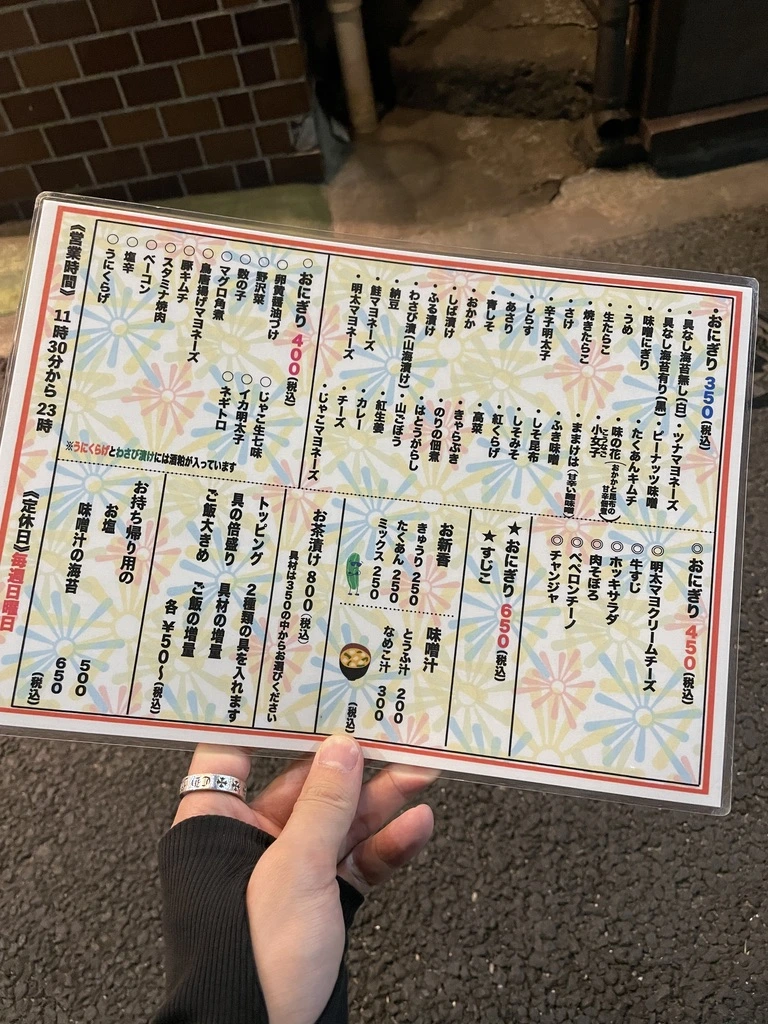 ・おにぎり 350(税込)
・具なし海苔無し(白)
・具なし海苔有り(黒)
・味噌にぎり
・うめ
・生たらこ
・焼きたらこ
・さけ
・辛子明太子
・しらす
・あさり
・青しそ
・おかか
・しば漬け
・ふる漬け
・わさび漬(山海漬け)
・納豆
・鮭マヨネーズ
・明太マヨネーズ
・ツナマヨネーズ
・ピーナッツ味噌
・たくあんキムチ
・味の花(おかかと昆布の甘辛佃煮)
・小女子
こうなご
・ままけは(甘辛い麹味噌)
・ふき味噌
・しそ昆布
・しそみそ
・紅くらげ
・高菜
・きゃらぶき
・のりの佃煮
・はとうがらし
・山ごぼう
・紅生姜
・カレー
・チーズ
・じゃこマヨネーズ
○おにぎり 400(税込)
○卵黄醤油づけ
○野沢菜
○数の子
○マグロ角煮
○鳥唐揚げマヨネーズ
○豚キムチ
○スタミナ焼肉
○ベーコン
○塩辛
○うにくらげ
○じゃこ生七味
○イカ明太子
○ネギトロ
※うにくらげとわさび漬けには酒粕が入っています
◎おにぎり 450(税込)
◎明太マヨクリームチーズ
◎牛すじ
◎ホッキサラダ
◎肉そぼろ
◎ペペロンチーノ
◎チャンジャ
★おにぎり 650(税込)
★すじこ
お新香
きゅうり 250
たくあん 250
ミックス 250
味噌汁
とうふ汁 200
なめこ汁 300
(税込)
お茶漬け 800(税込)
具材は350の中からお選びください
トッピング 2種類の具を入れます
具の倍盛り 具材の増量
ご飯大きめ ご飯の増量
各¥50〜(税込)
お持ち帰り用の
お塩 500
味噌汁の海苔 650
(税込)
《営業時間》 11時30分から23時
《定休日》毎週日曜日